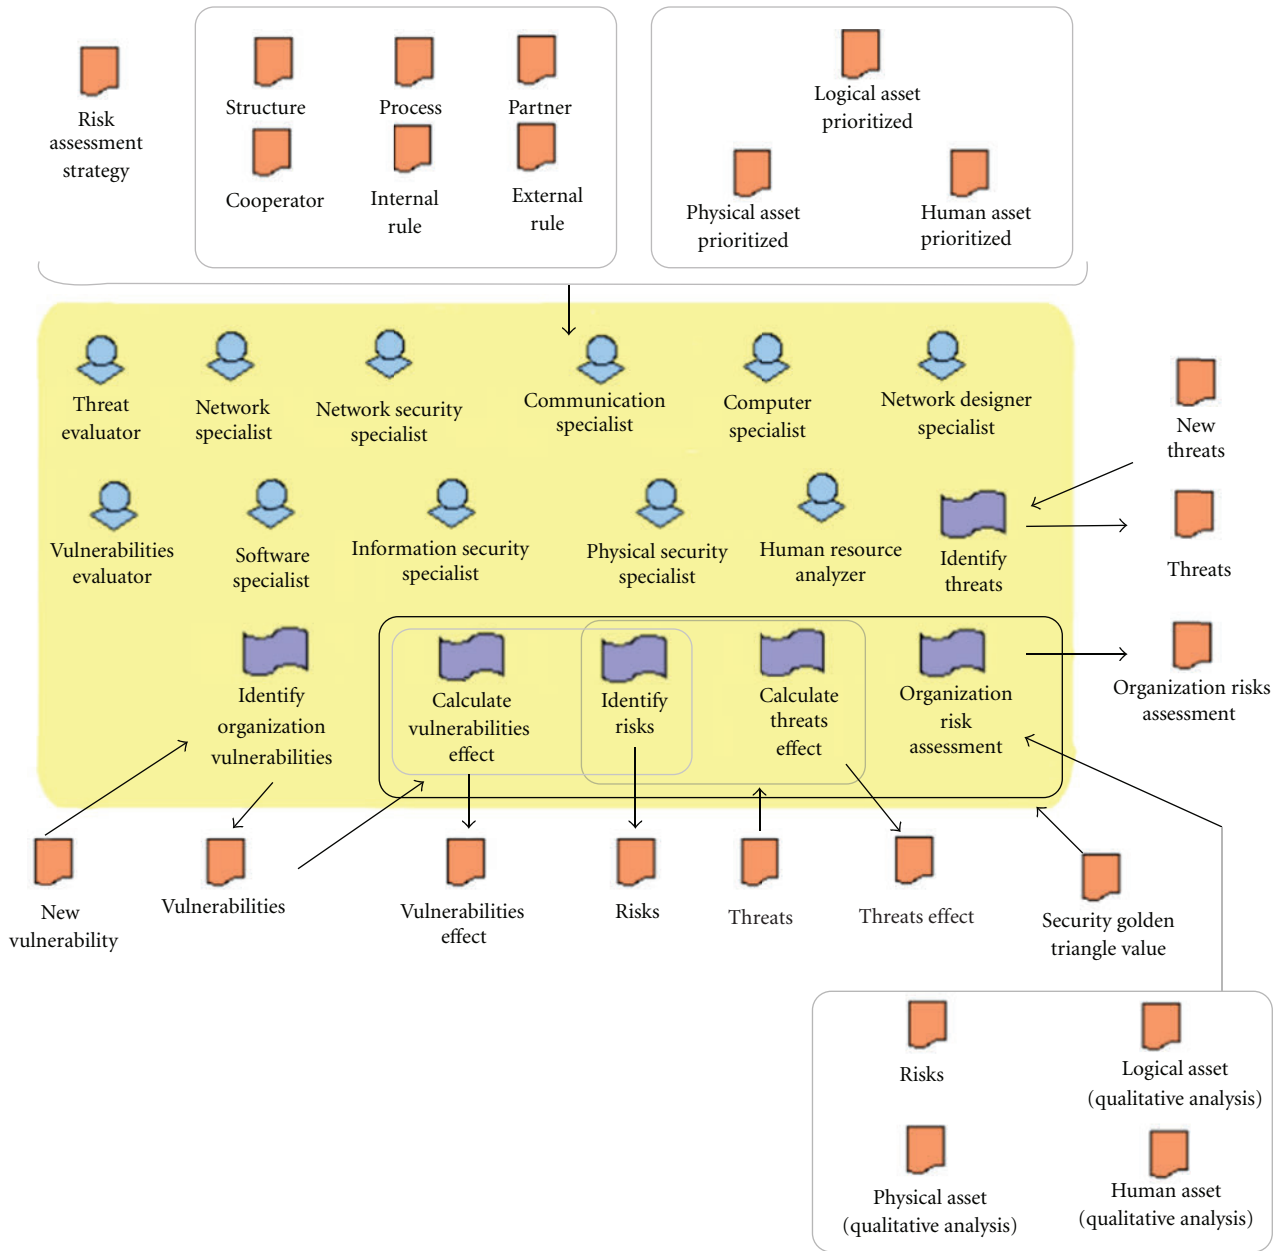 Risk
assessment
strategy
Structure
Process
Partner
Cooperator
Internal
rule
External
rule
Logical asset
prioritized
Physical asset
prioritized
Human asset
prioritized
Threat
evaluator
Network
specialist
Network security
specialist
Communication
specialist
Computer
specialist
Network designer
specialist
New
threats
Vulnerabilities
evaluator
Software
specialist
Information security
specialist
Physical security
specialist
Human resource
analyzer
Identify
threats
Threats
Identify
organization
vulnerabilities
Calculate
vulnerabilities
effect
Identify
risks
Calculate
threats
effect
Organization
risk
assessment
Organization risks
assessment
New
vulnerability
Vulnerabilities
Vulnerabilities
effect
Risks
Threats
Threats effect
Security golden
triangle value
Risks
Logical asset
(qualitative analysis)
Physical asset
(qualitative analysis)
Human asset
(qualitative analysis)